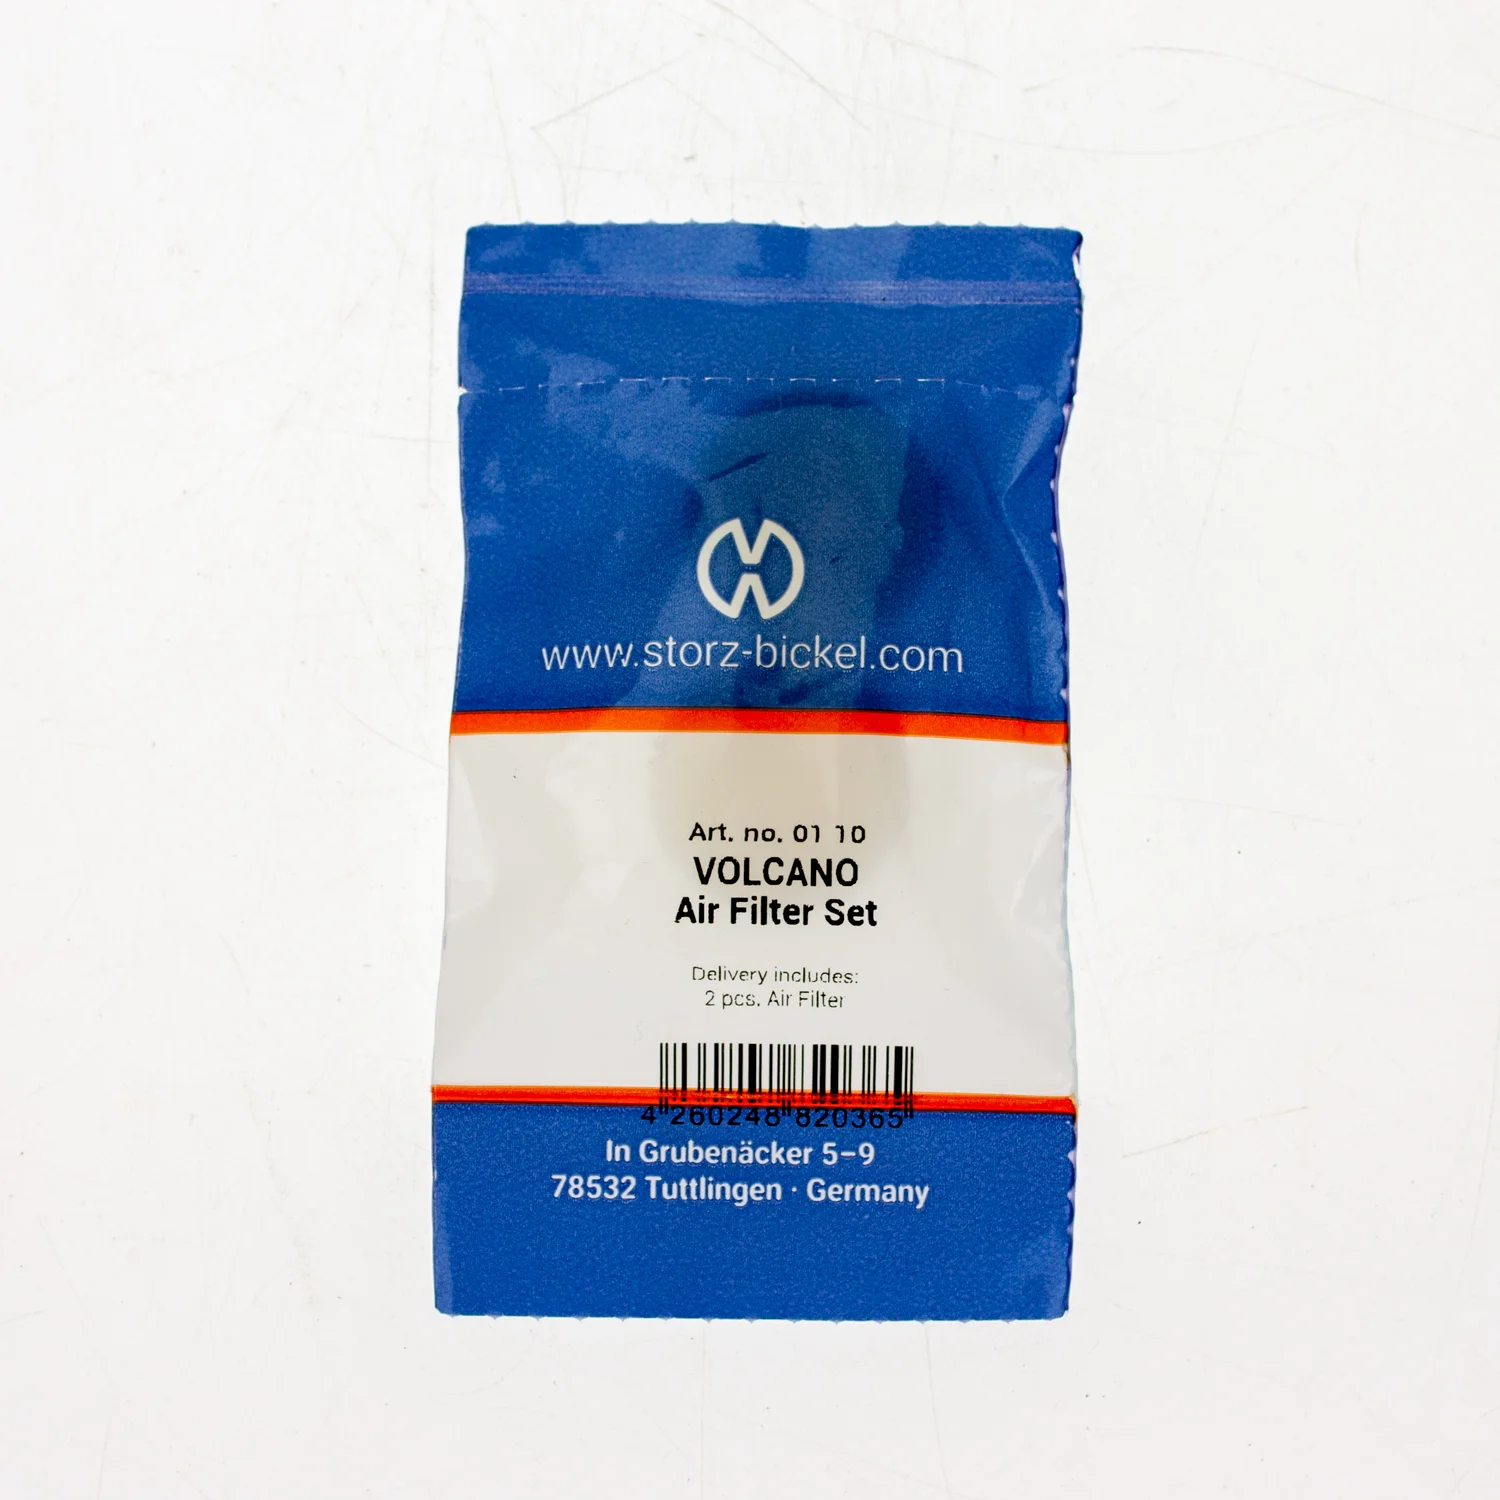 www.storz-bickel.com
Art. no. 01 10
VOLCANO
Air Filter Set
Delivery includes:
2 pcs. Air Filter
4 260248 820365
In Grubenäcker 5–9
78532 Tuttlingen · Germany